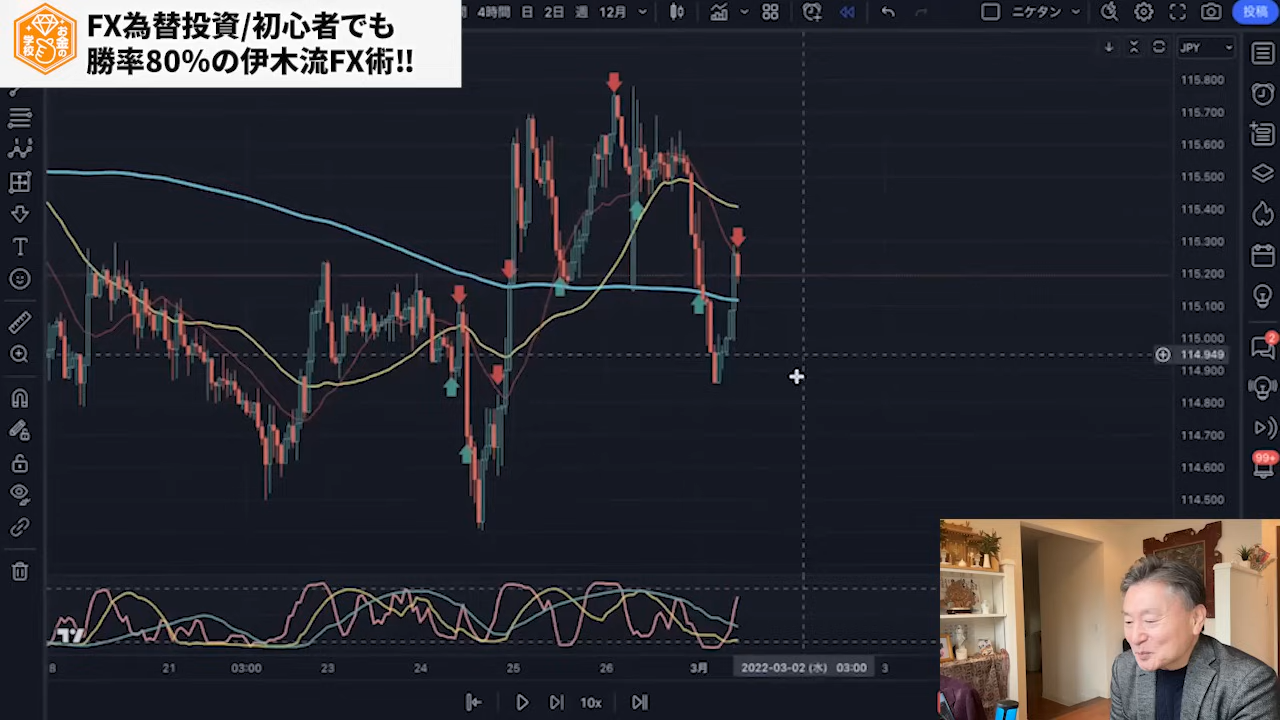 お金の
学校
FX為替投資/初心者でも
勝率80%の伊木流FX術!!
4時間 日 2日 週 12月
ニケタン
投稿
JPY
115.800
115.700
115.600
115.500
115.400
115.300
115.200
115.100
115.000
114.949
114.900
114.800
114.700
114.600
114.500
2
99+
21 03:00 23 24 25 26 3月 2022-03-02 (水) 03:00 3
10x